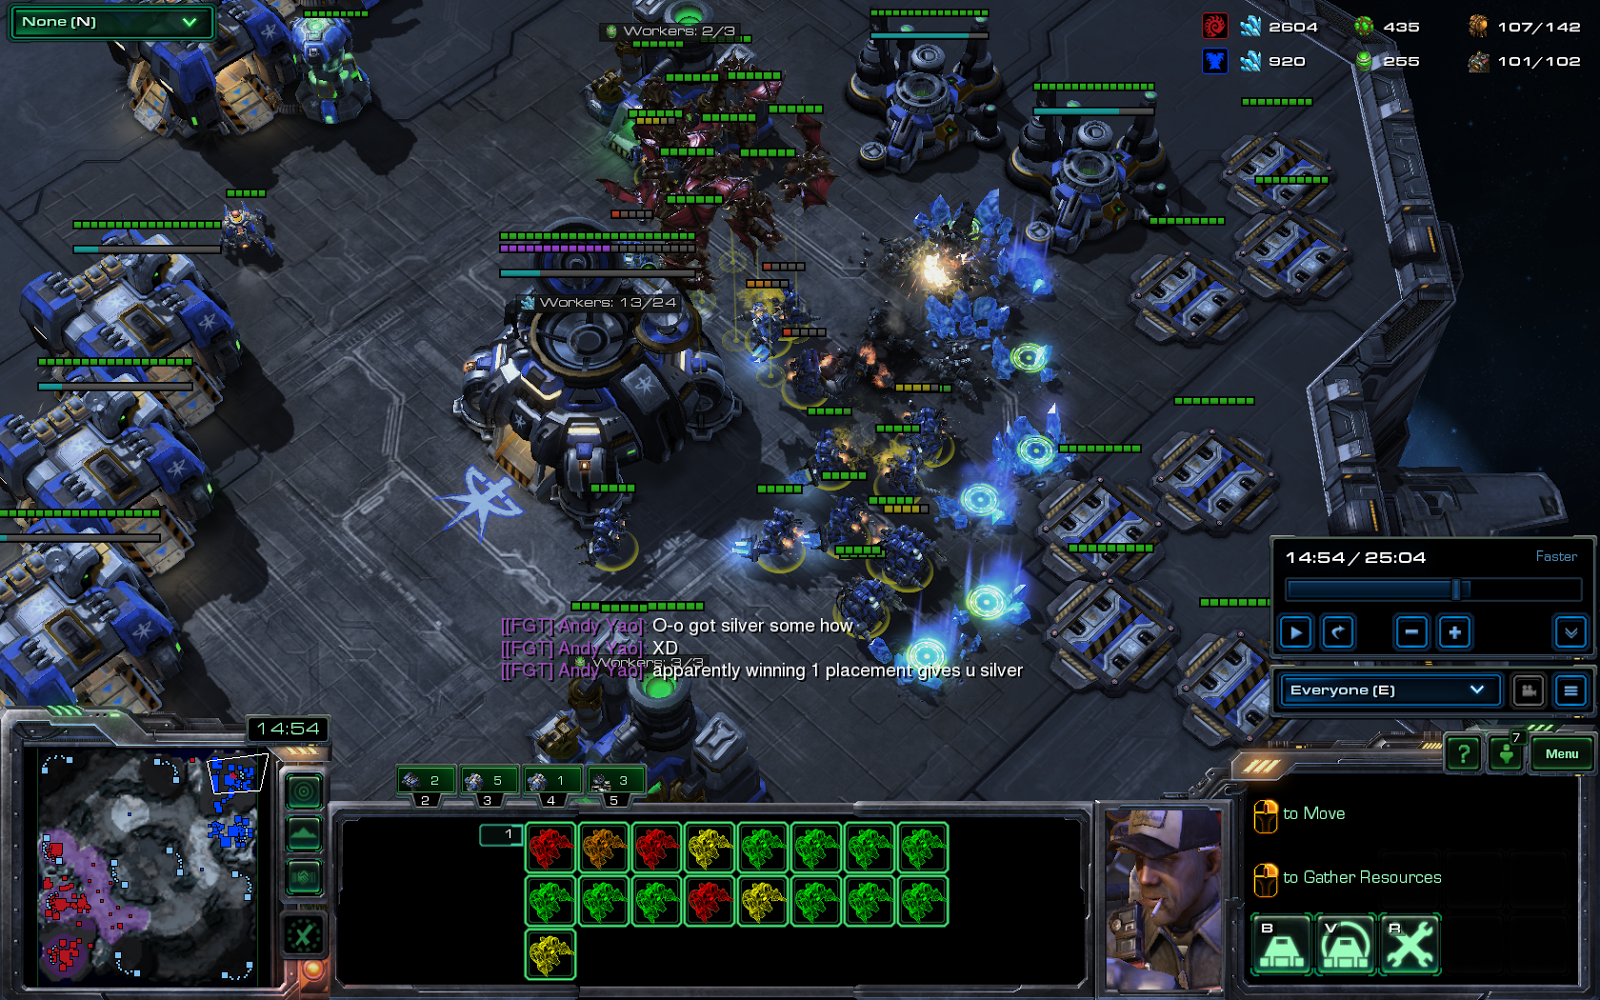 None (N)
Workers: 2/3
2604 435 107/142
920 255 101/102
Workers: 13/24
14:54 / 25:04 Faster
[[FGT] Andy Yao]: O-o got silver some how
[[FGT] Andy Yao]: XD
Workers: 3/3
[[FGT] Andy Yao]: apparently winning 1 placement gives u silver
Everyone (E)
14:54
7
? Menu
2 5 1 3
2 3 4 5
1
to Move
to Gather Resources
B V R